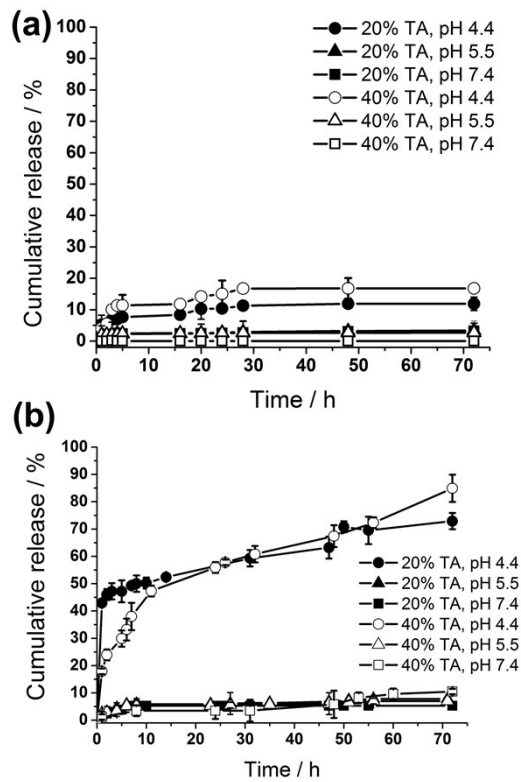 (a)
100
90
80
70
60
50
40
30
20
10
0
Cumulative release / %
20% TA, pH 4.4
20% TA, pH 5.5
20% TA, pH 7.4
40% TA, pH 4.4
40% TA, pH 5.5
40% TA, pH 7.4
0 10 20 30 40 50 60 70
Time / h
(b)
100
90
80
70
60
50
40
30
20
10
0
Cumulative release / %
20% TA, pH 4.4
20% TA, pH 5.5
20% TA, pH 7.4
40% TA, pH 4.4
40% TA, pH 5.5
40% TA, pH 7.4
0 10 20 30 40 50 60 70
Time / h